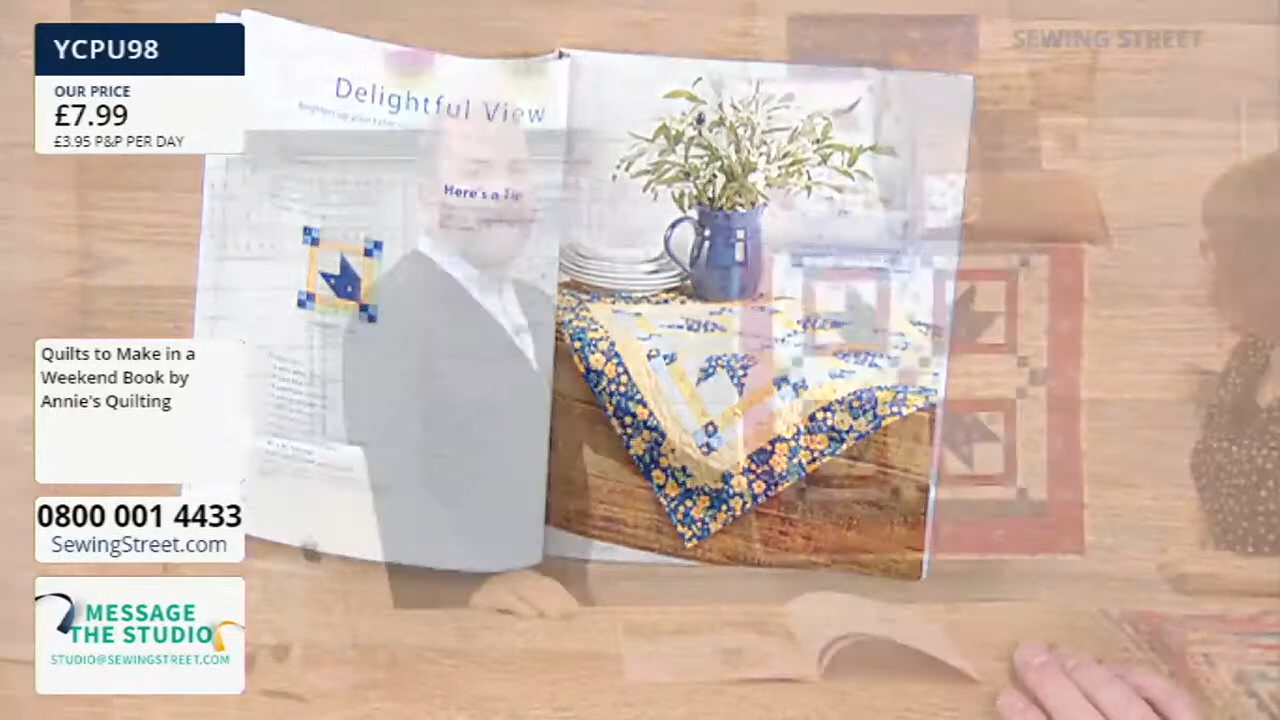 YCPU98
OUR PRICE
£7.99
£3.95 P&P PER DAY
SEWING STREET
Delightful View
Here's a Tip
Quilts to Make in a
Weekend Book by
Annie's Quilting
0800 001 4433
SewingStreet.com
MESSAGE
THE STUDIO
STUDIO@SEWINGSTREET.COM